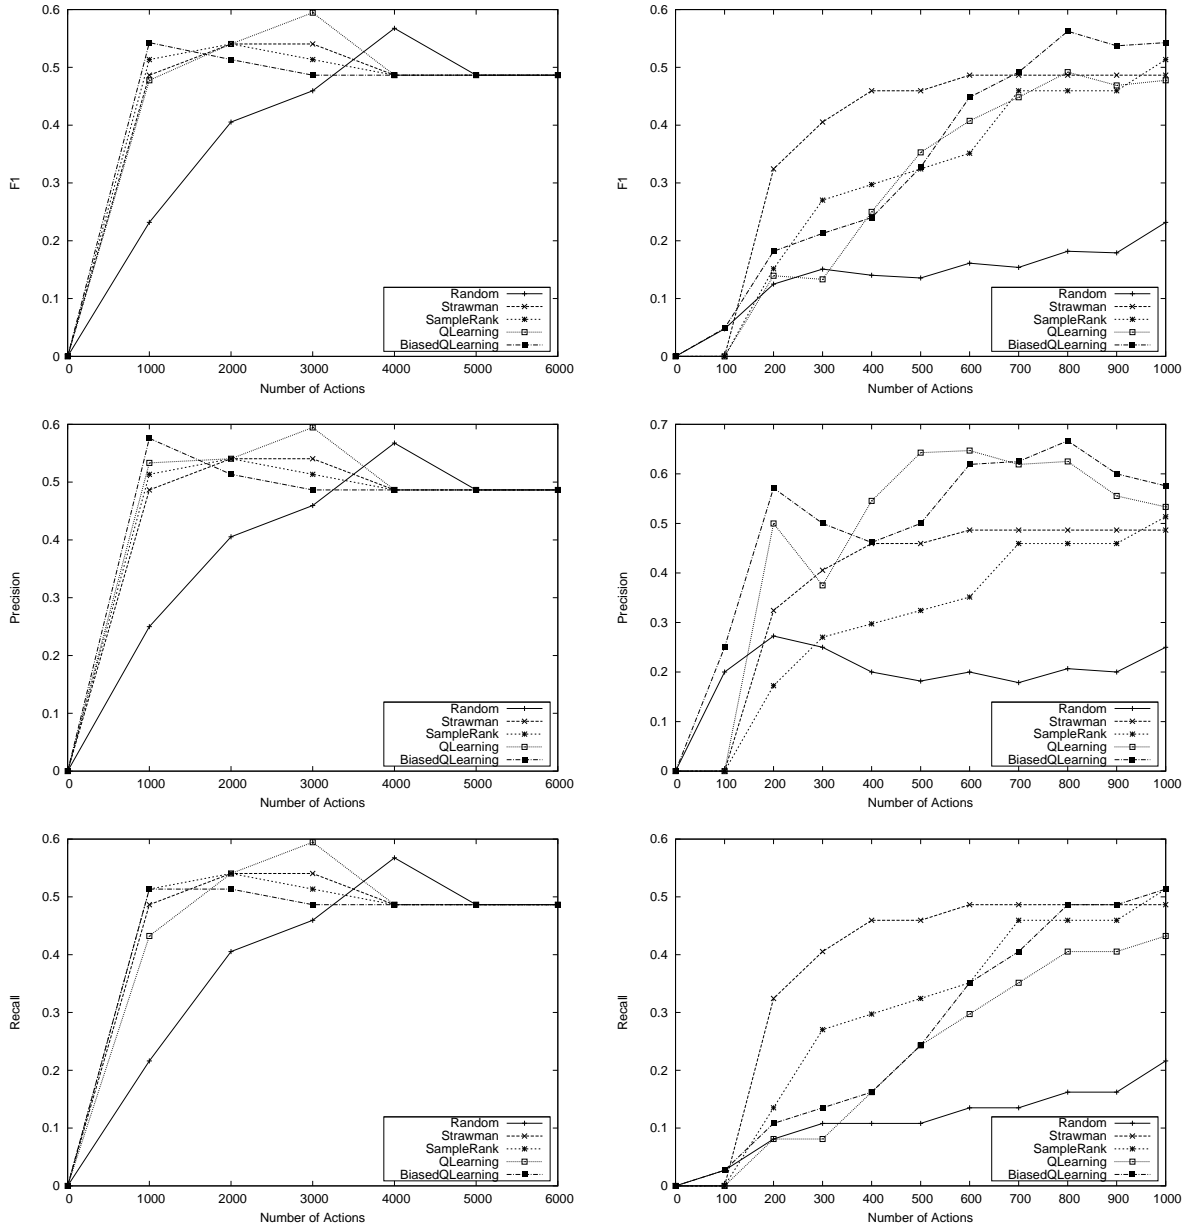 0.6
0.5
0.4
0.3
0.2
0.1
0
F1
0 1000 2000 3000 4000 5000 6000
Number of Actions
Random
Strawman
SampleRank
QLearning
BiasedQLearning
0.6
0.5
0.4
0.3
0.2
0.1
0
F1
0 100 200 300 400 500 600 700 800 900 1000
Number of Actions
Random
Strawman
SampleRank
QLearning
BiasedQLearning
0.6
0.5
0.4
0.3
0.2
0.1
0
Precision
0 1000 2000 3000 4000 5000 6000
Number of Actions
Random
Strawman
SampleRank
QLearning
BiasedQLearning
0.7
0.6
0.5
0.4
0.3
0.2
0.1
0
Precision
0 100 200 300 400 500 600 700 800 900 1000
Number of Actions
Random
Strawman
SampleRank
QLearning
BiasedQLearning
0.6
0.5
0.4
0.3
0.2
0.1
0
Recall
0 1000 2000 3000 4000 5000 6000
Number of Actions
Random
Strawman
SampleRank
QLearning
BiasedQLearning
0.6
0.5
0.4
0.3
0.2
0.1
0
Recall
0 100 200 300 400 500 600 700 800 900 1000
Number of Actions
Random
Strawman
SampleRank
QLearning
BiasedQLearning